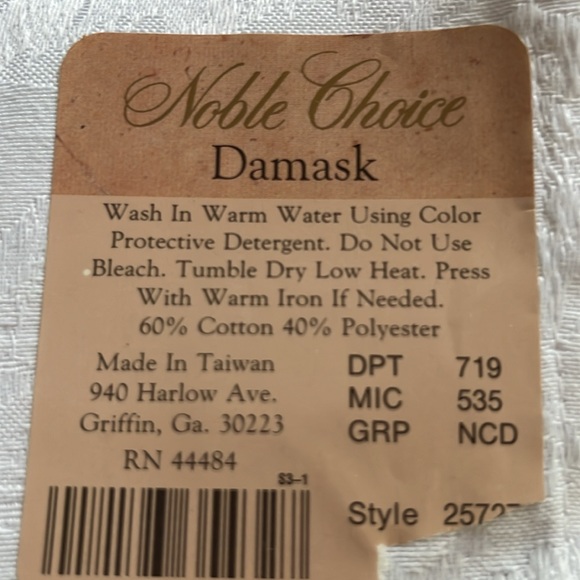 Noble Choice
Damask
Wash In Warm Water Using Color
Protective Detergent. Do Not Use
Bleach. Tumble Dry Low Heat. Press
With Warm Iron If Needed.
60% Cotton 40% Polyester
Made In Taiwan
940 Harlow Ave.
Griffin, Ga. 30223
RN 44484
DPT 719
MIC 535
GRP NCD
S3-1
Style